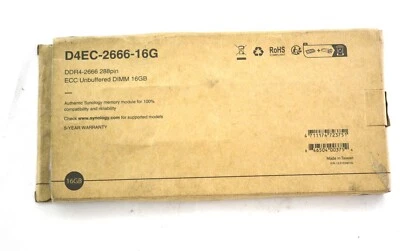 D4EC-2666-16G
DDR4-2666 288pin
ECC Unbuffered DIMM 16GB
Authentic Synology memory module for 100%
compatibility and reliability
Check www.synology.com for supported models
5-YEAR WARRANTY
16GB
RoHS
Made in Taiwan